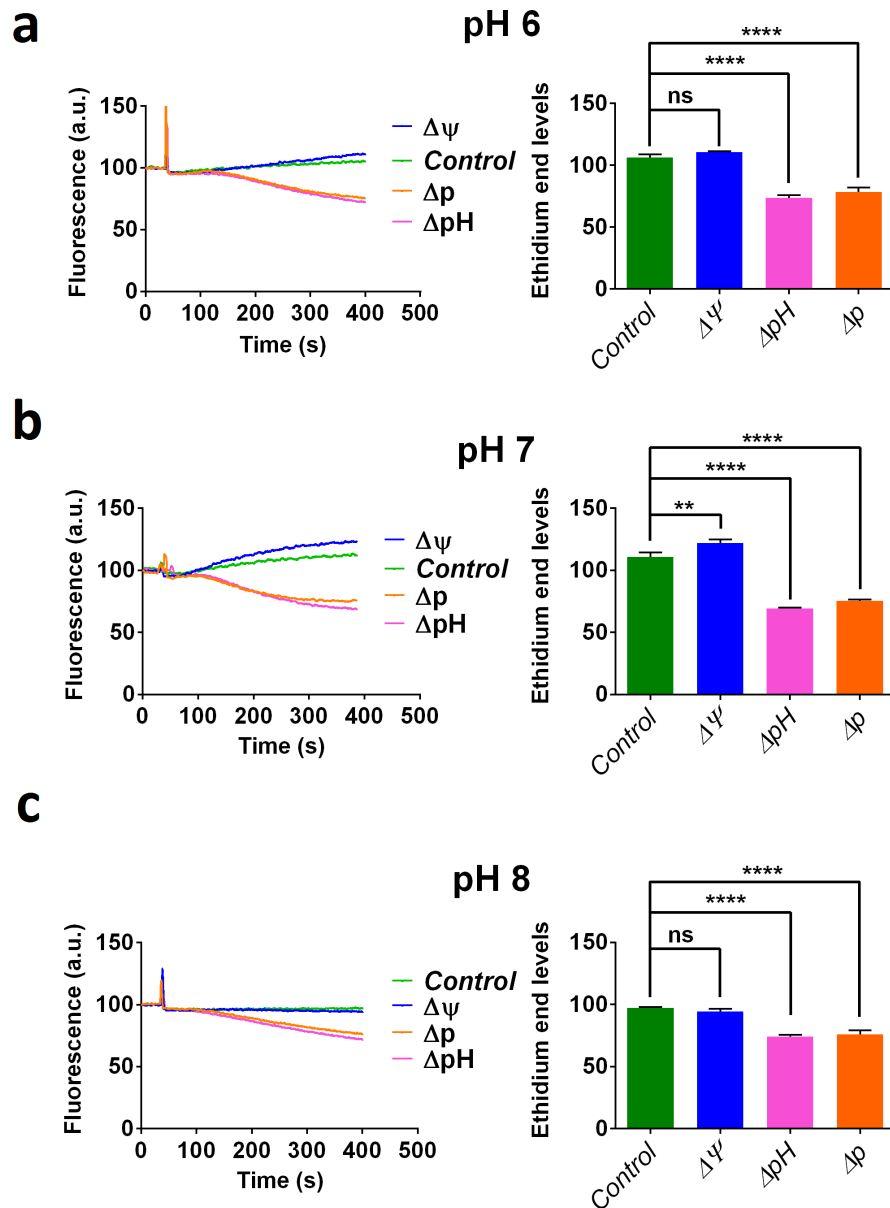 a
pH 6
Fluorescence (a.u.)
150
100
50
0
0 100 200 300 400 500
Time (s)
Δψ
Control
Δp
ΔpH
Ethidium end levels
150
100
50
0
ns
****
****
Control ΔΨ ΔpH Δp
b
pH 7
Fluorescence (a.u.)
150
100
50
0
0 100 200 300 400 500
Time (s)
Δψ
Control
Δp
ΔpH
Ethidium end levels
150
100
50
0
**
****
****
Control ΔΨ ΔpH Δp
c
pH 8
Fluorescence (a.u.)
150
100
50
0
0 100 200 300 400 500
Time (s)
Control
Δψ
Δp
ΔpH
Ethidium end levels
150
100
50
0
ns
****
****
Control ΔΨ ΔpH Δp